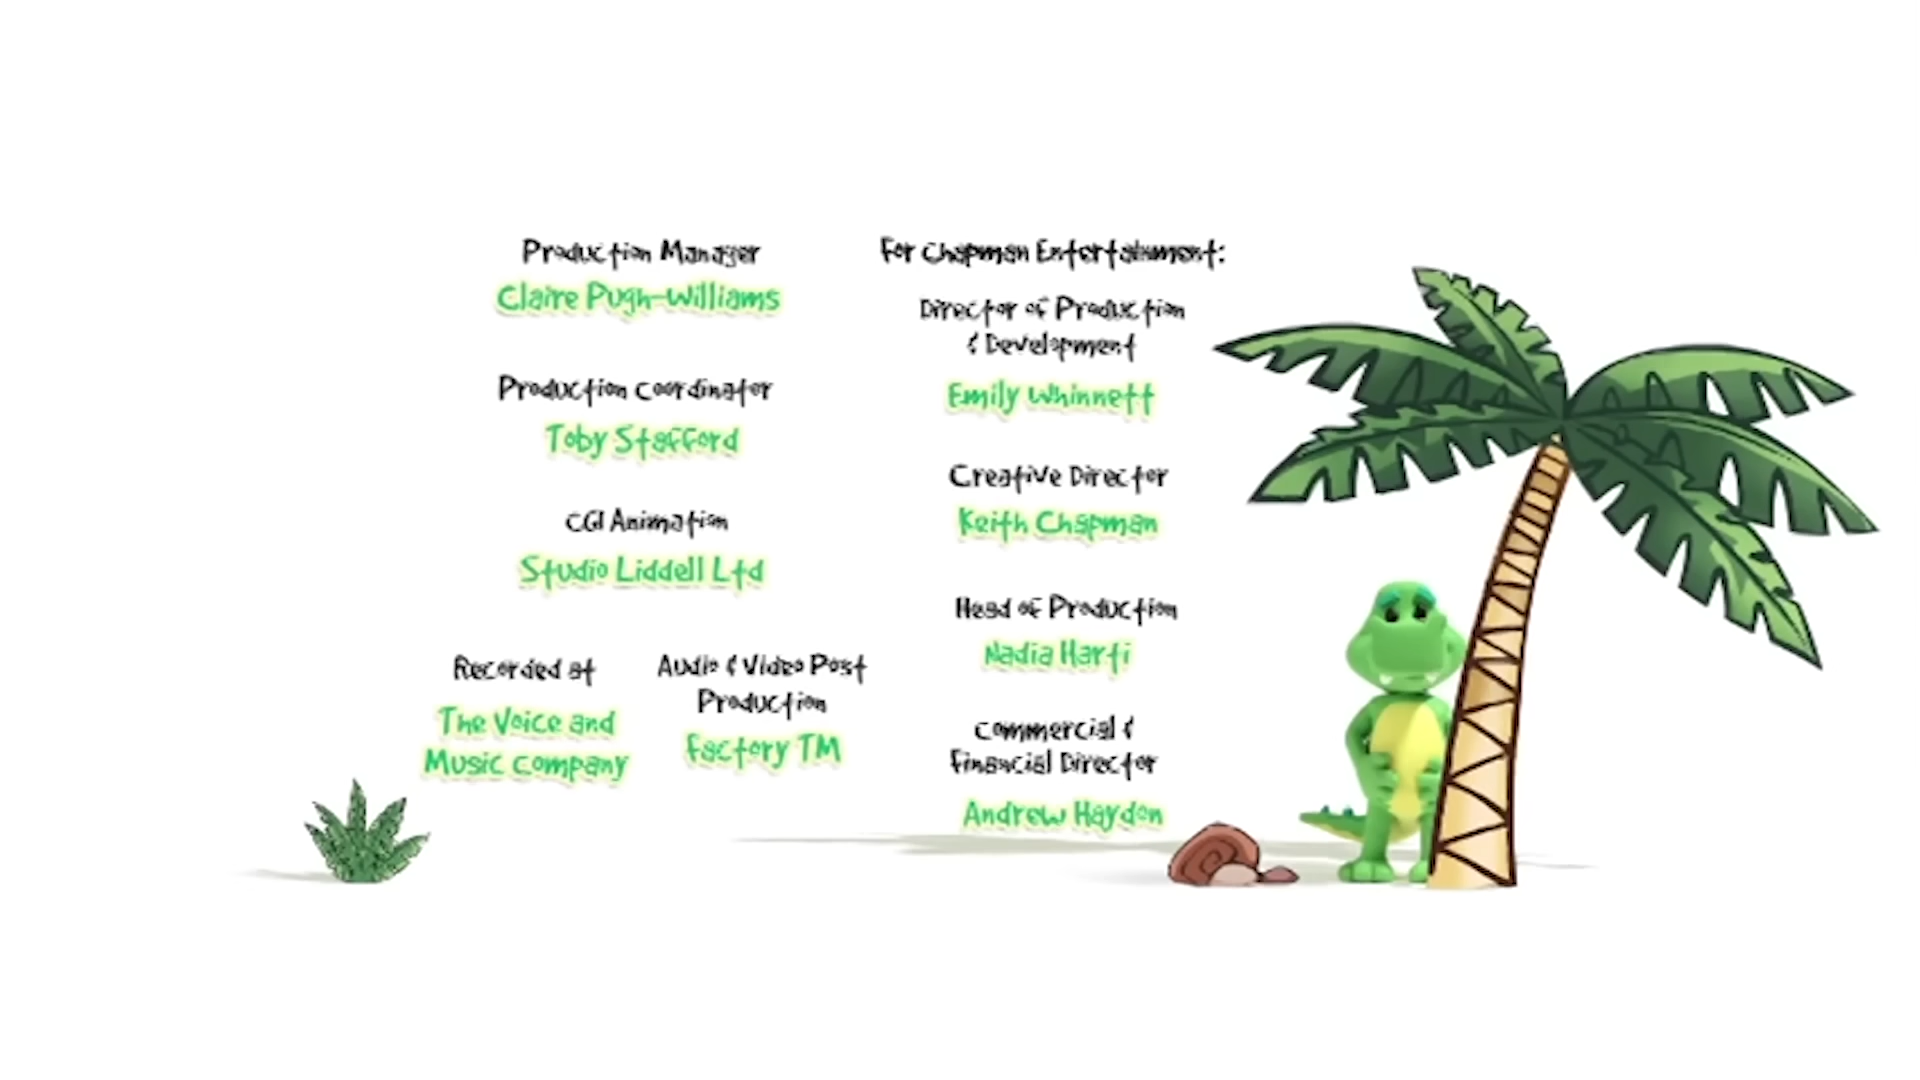 Production Manager
Claire Pugh-Williams
Production Coordinator
Toby Stafford
CGI Animation
Studio Liddell Ltd
Recorded at
The Voice and
Music Company
Audio & Video Post
Production
Factory TM
For Chapman Entertainment:
Director of Production
& Development
Emily Whinnett
Creative Director
Keith Chapman
Head of Production
Nadia Harti
Commercial &
Financial Director
Andrew Haydon